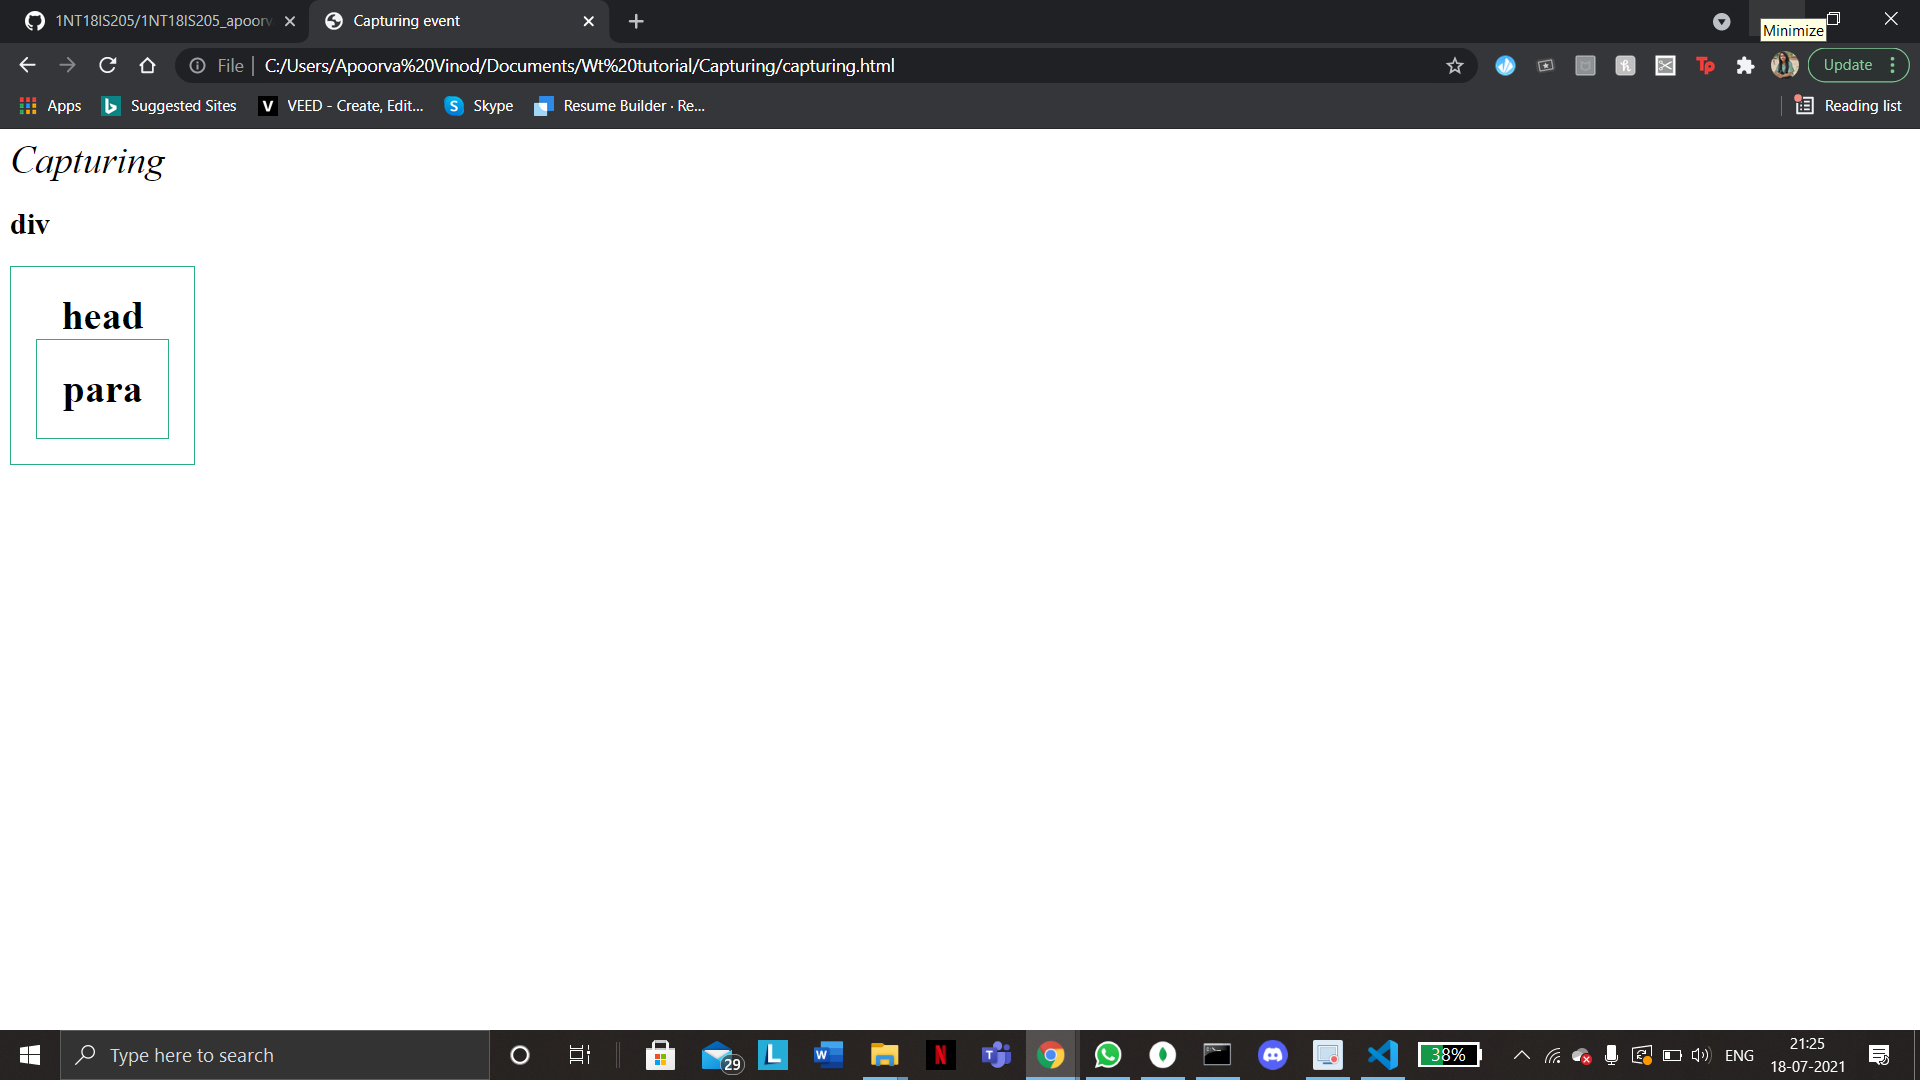 1NT18IS205/1NT18IS205_apoorv
Capturing event
Minimize
File
C:/Users/Apoorva%20Vinod/Documents/Wt%20tutorial/Capturing/capturing.html
Update
Apps
Suggested Sites
VEED - Create, Edit...
Skype
Resume Builder · Re...
Reading list
Capturing
div
head
para
Type here to search
29
38%
ENG
21:25
18-07-2021